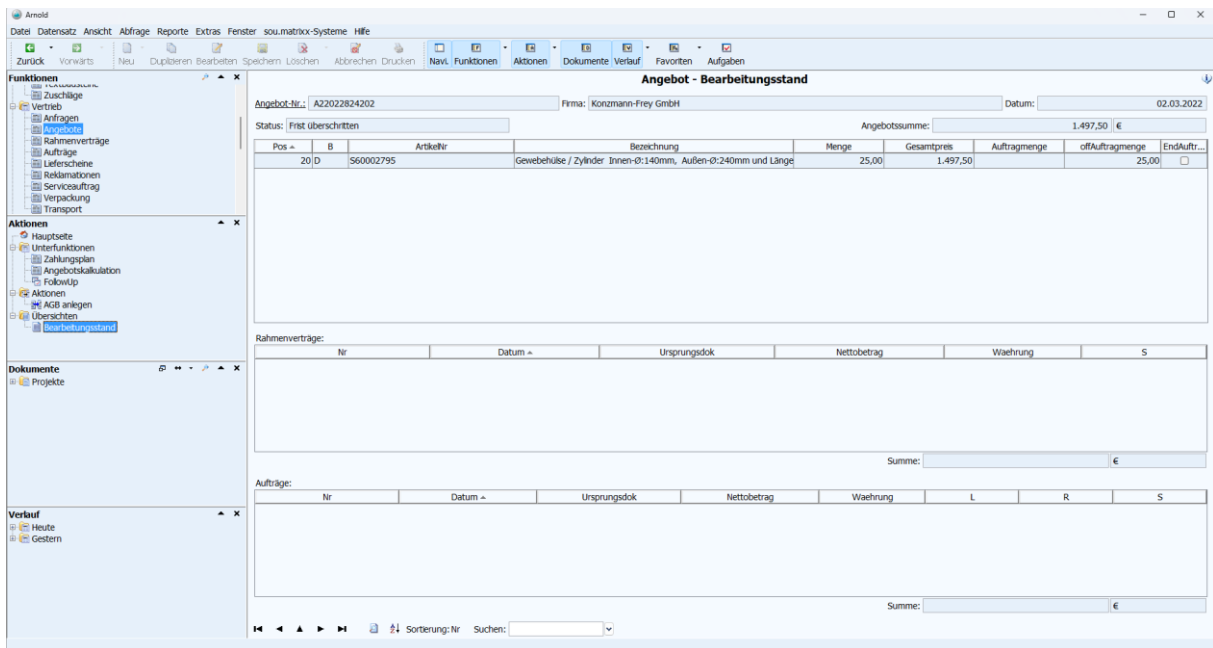 Arnold
Datei Datensatz Ansicht Abfrage Reporte Extras Fenster sou.matrixx-Systeme Hilfe
Zurück Vorwärts Neu Duplizieren Bearbeiten Speichern Löschen Abbrechen Drucken Navi. Funktionen Aktionen Dokumente Verlauf Favoriten Aufgaben
Funktionen
Textbausteine
Zuschläge
Vertrieb
Anfragen
Angebote
Rahmenverträge
Aufträge
Lieferscheine
Reklamationen
Serviceauftrag
Verpackung
Transport
Aktionen
Hauptseite
Unterfunktionen
Zahlungsplan
Angebotskalkulation
FollowUp
Aktionen
AGB anlegen
Übersichten
Bearbeitungsstand
Dokumente
Projekte
Verlauf
Heute
Gestern
Angebot - Bearbeitungsstand
Angebot-Nr.: A22022824202 Firma: Konzmann-Frey GmbH Datum: 02.03.2022
Status: Frist überschritten Angebotssumme: 1.497,50 €
Pos B ArtikelNr Bezeichnung Menge Gesamtpreis Auftragmenge offAuftragmenge EndAuftr...
20 D S60002795 Gewebehülse / Zylinder Innen-Ø:140mm, Außen-Ø:240mm und Länge 25,00 1.497,50 25,00
Rahmenverträge:
Nr Datum Ursprungsdok Nettobetrag Waehrung S
Summe: €
Aufträge:
Nr Datum Ursprungsdok Nettobetrag Waehrung L R S
Summe: €
Sortierung: Nr Suchen: